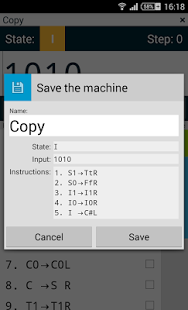 66% 16:18
Copy ×
State: I Step: 0
1010
Save the machine
Name:
Copy
State: I
Input: 1010
Instructions: 1. S1→TtR
2. S0→FfR
3. I1→I1R
4. I0→I0R
5. I →C#L
Cancel Save
7. C0→C0L
8. C →S R
9. T1→T1R